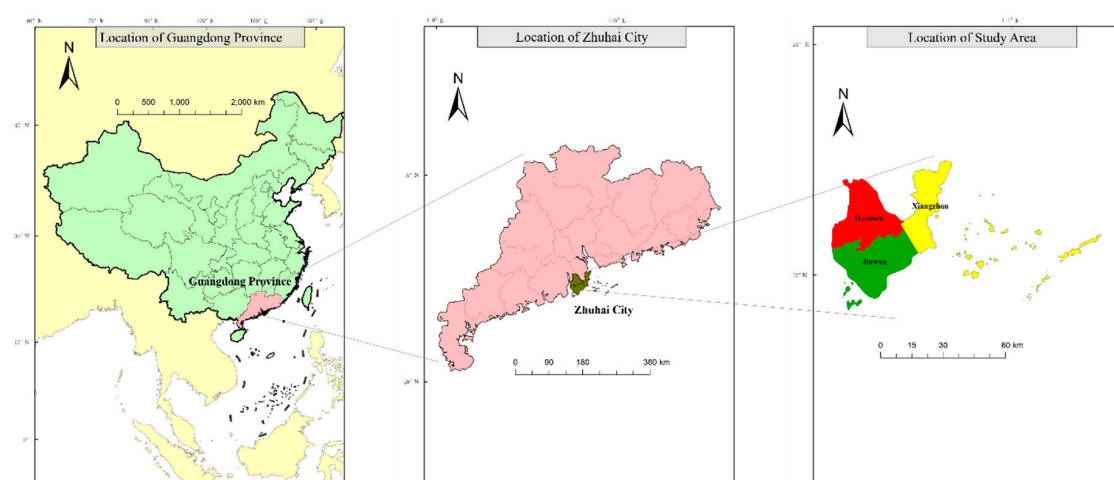 Location of Guangdong Province
N
0 500 1,000 2,000 km
Guangdong Province
Location of Zhuhai City
N
Zhuhai City
0 90 180 360 km
Location of Study Area
N
Doumen
Xiangzhou
Jinwan
0 15 30 60 km